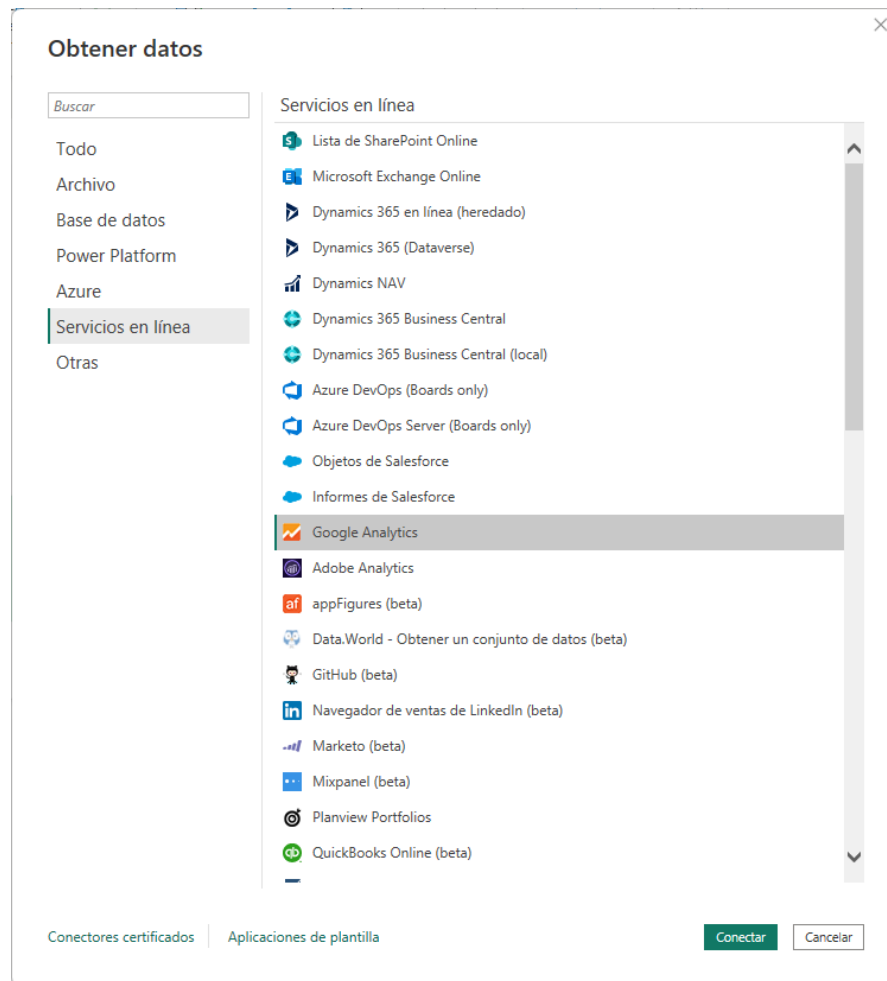 Obtener datos
Buscar
Todo
Archivo
Base de datos
Power Platform
Azure
Servicios en línea
Otras
Servicios en línea
Lista de SharePoint Online
Microsoft Exchange Online
Dynamics 365 en línea (heredado)
Dynamics 365 (Dataverse)
Dynamics NAV
Dynamics 365 Business Central
Dynamics 365 Business Central (local)
Azure DevOps (Boards only)
Azure DevOps Server (Boards only)
Objetos de Salesforce
Informes de Salesforce
Google Analytics
Adobe Analytics
appFigures (beta)
Data.World - Obtener un conjunto de datos (beta)
GitHub (beta)
Navegador de ventas de LinkedIn (beta)
Marketo (beta)
Mixpanel (beta)
Planview Portfolios
QuickBooks Online (beta)
Conectores certificados
Aplicaciones de plantilla
Conectar
Cancelar